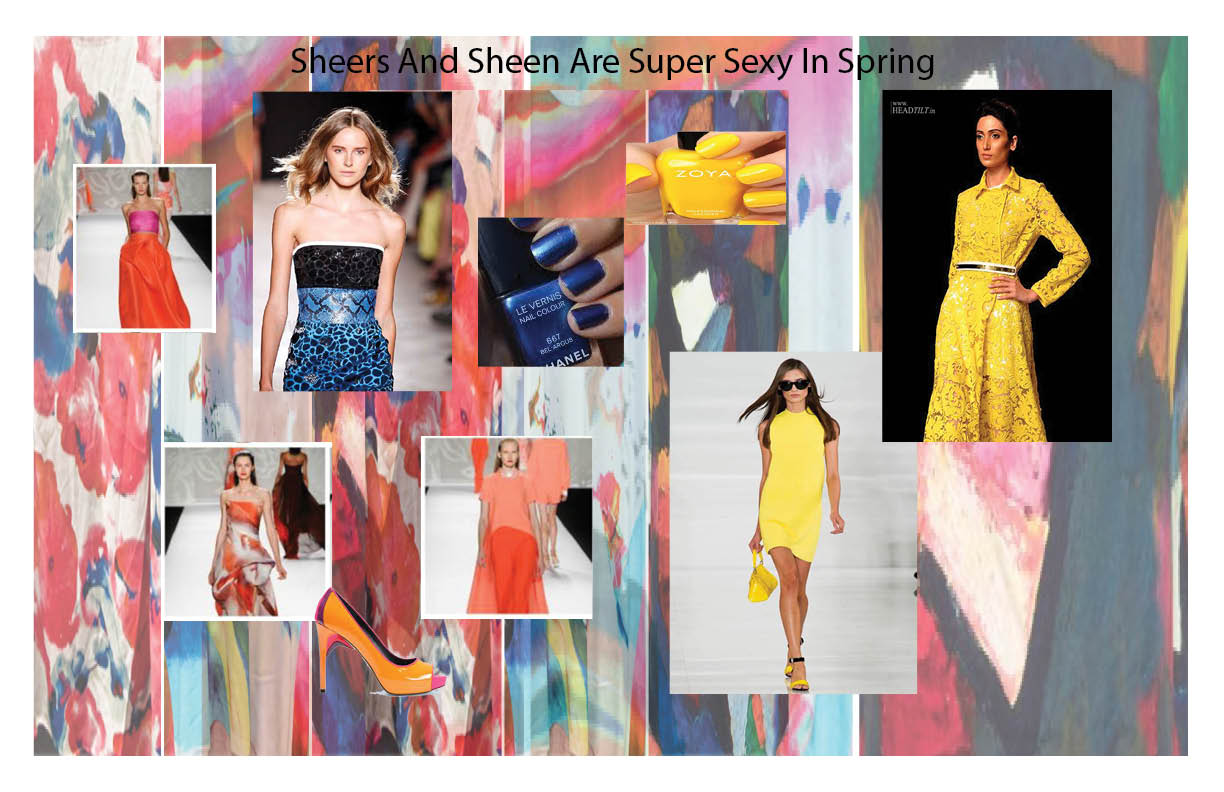 Sheers And Sheen Are Super Sexy In Spring
www.
HEADTILT.in
ZOYA
LE VERNIS
NAIL COLOUR
667
BEL-ARGUS
CHANEL